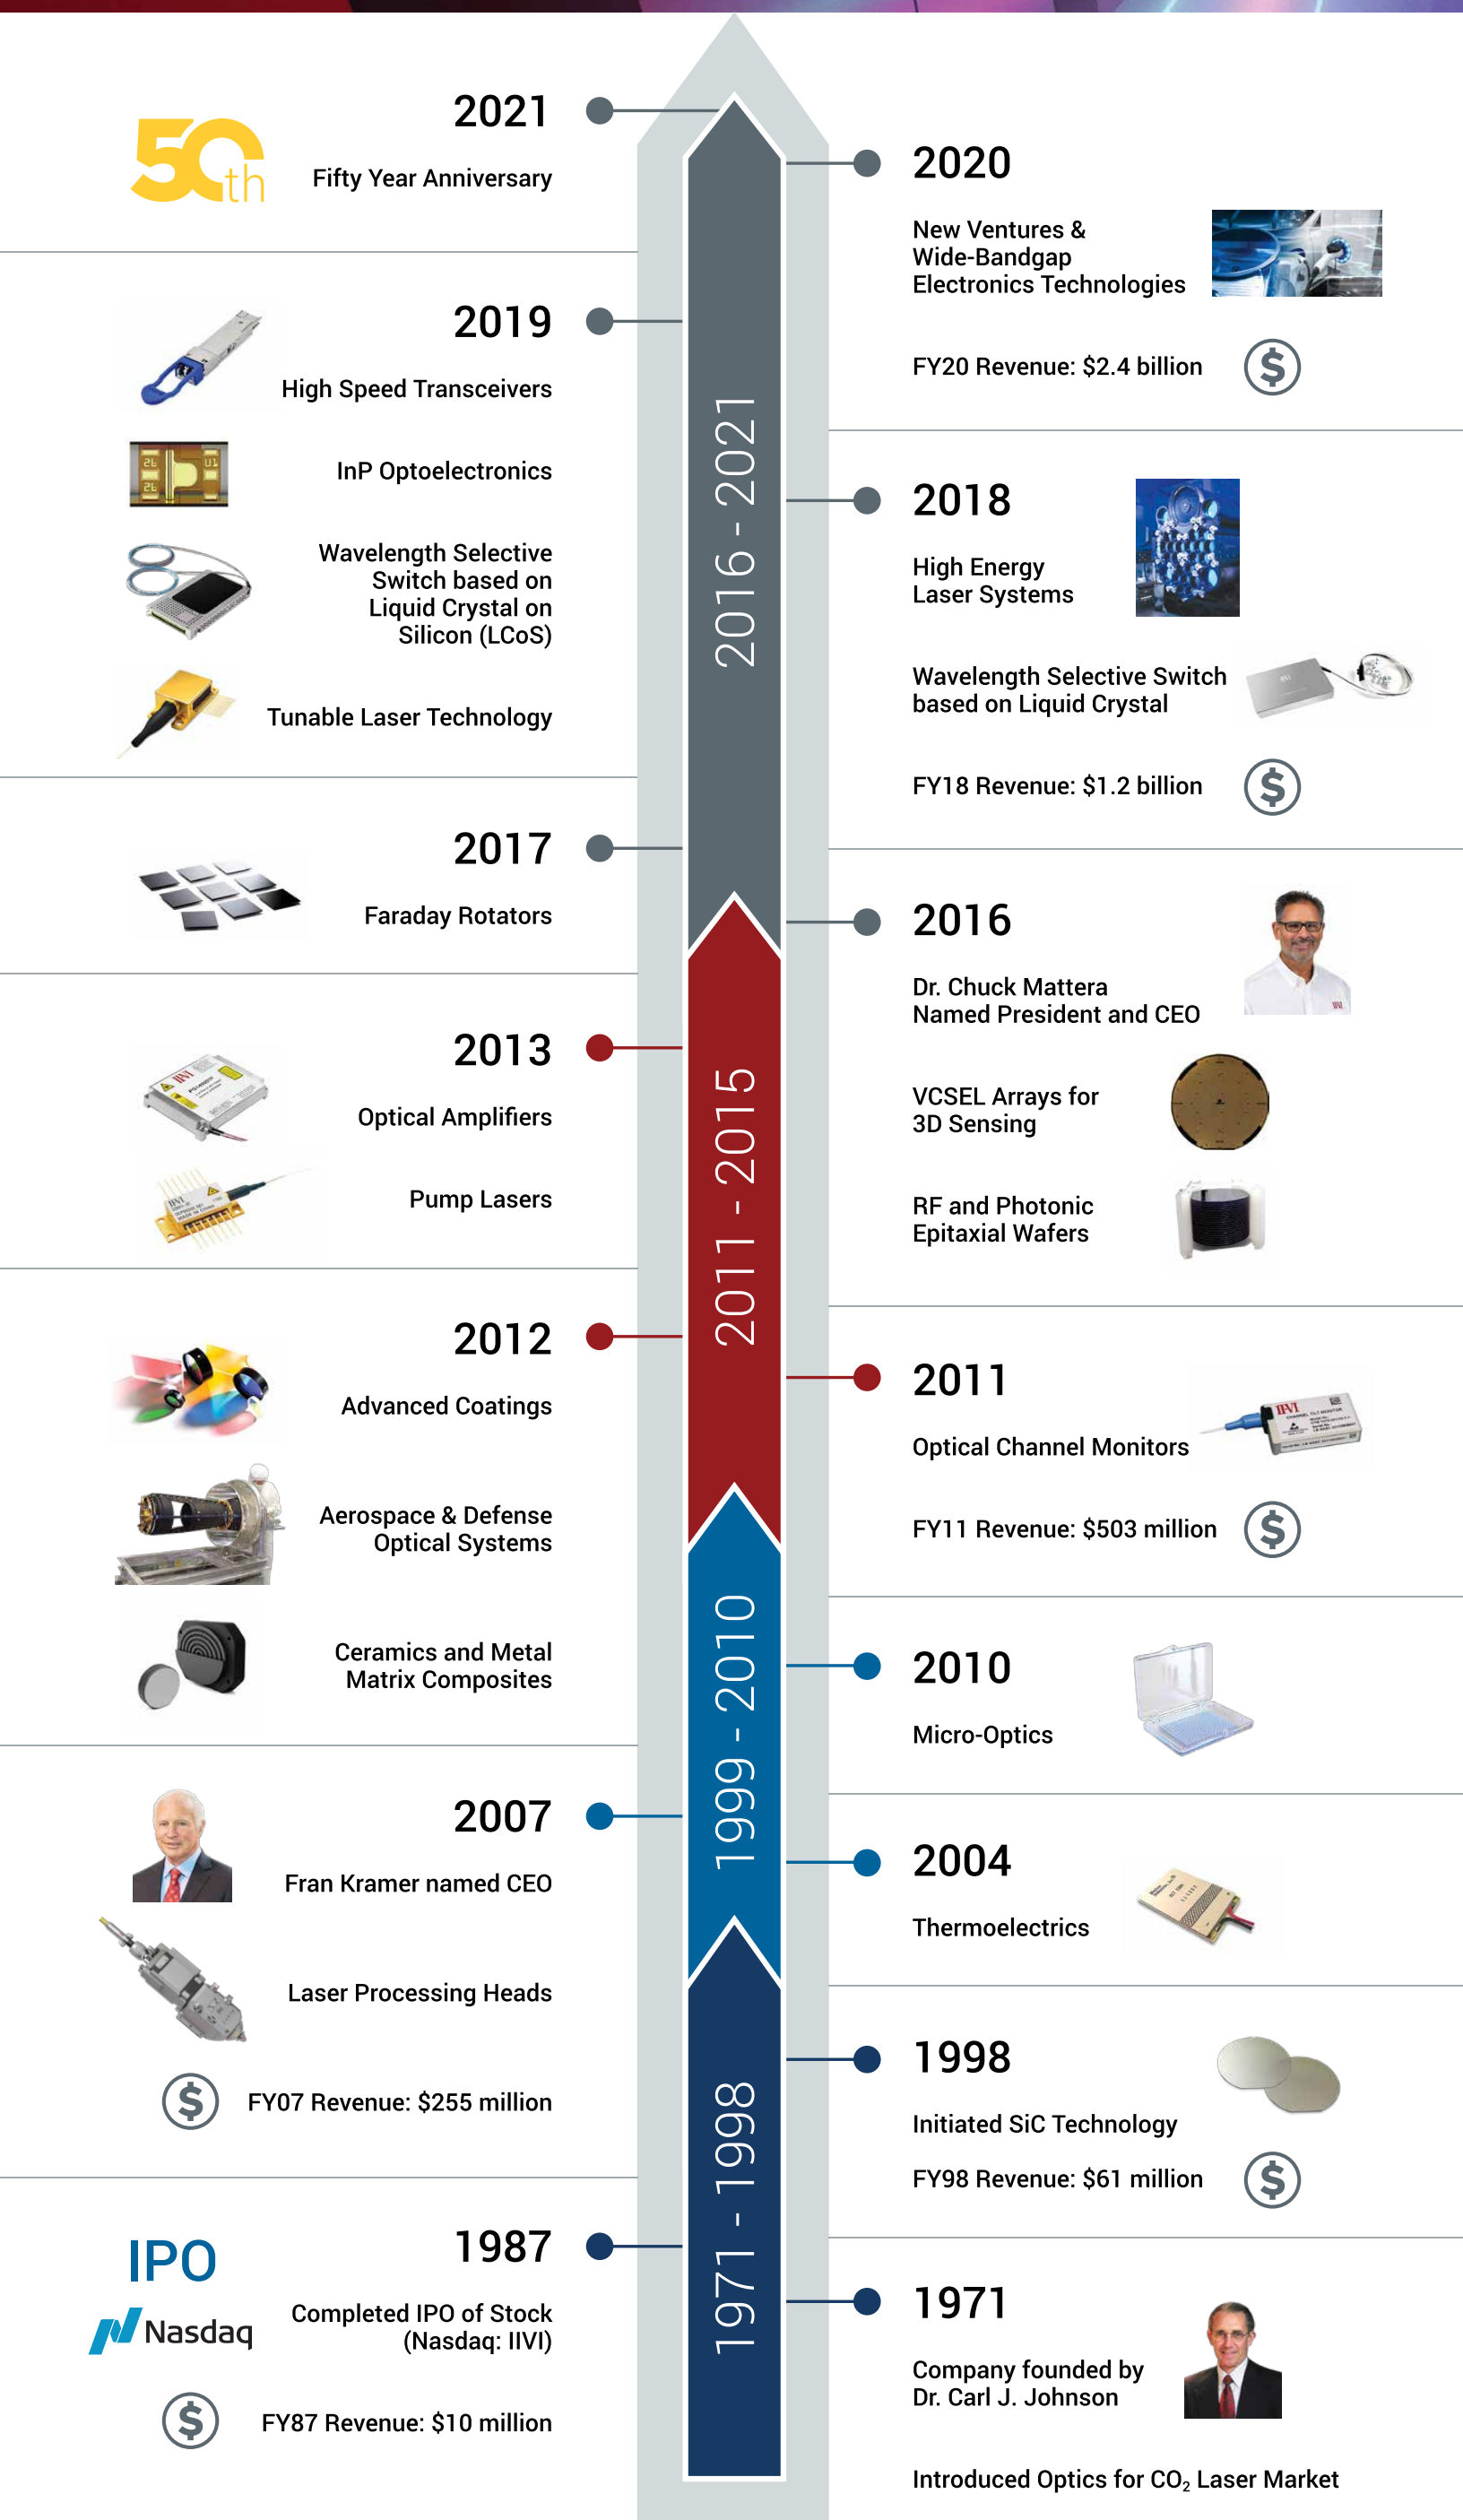 50th
2021
Fifty Year Anniversary
2020
New Ventures &
Wide-Bandgap
Electronics Technologies
FY20 Revenue: $2.4 billion
$
2019
High Speed Transceivers
InP Optoelectronics
Wavelength Selective
Switch based on
Liquid Crystal on
Silicon (LCoS)
Tunable Laser Technology
2016 - 2021
2018
High Energy
Laser Systems
Wavelength Selective Switch
based on Liquid Crystal
FY18 Revenue: $1.2 billion
$
2017
Faraday Rotators
2016
Dr. Chuck Mattera
Named President and CEO
VCSEL Arrays for
3D Sensing
RF and Photonic
Epitaxial Wafers
2013
Optical Amplifiers
Pump Lasers
2011 - 2015
2012
Advanced Coatings
Aerospace & Defense
Optical Systems
Ceramics and Metal
Matrix Composites
2011
Optical Channel Monitors
II-VI
CHANNEL TILT MONITOR
FY11 Revenue: $503 million
$
2010
Micro-Optics
1999 - 2010
2007
Fran Kramer named CEO
Laser Processing Heads
$
FY07 Revenue: $255 million
2004
Thermoelectrics
1998
Initiated SiC Technology
FY98 Revenue: $61 million
$
1971 - 1998
IPO
Nasdaq
1987
Completed IPO of Stock
(Nasdaq: IIVI)
$
FY87 Revenue: $10 million
1971
Company founded by
Dr. Carl J. Johnson
Introduced Optics for CO₂ Laser Market